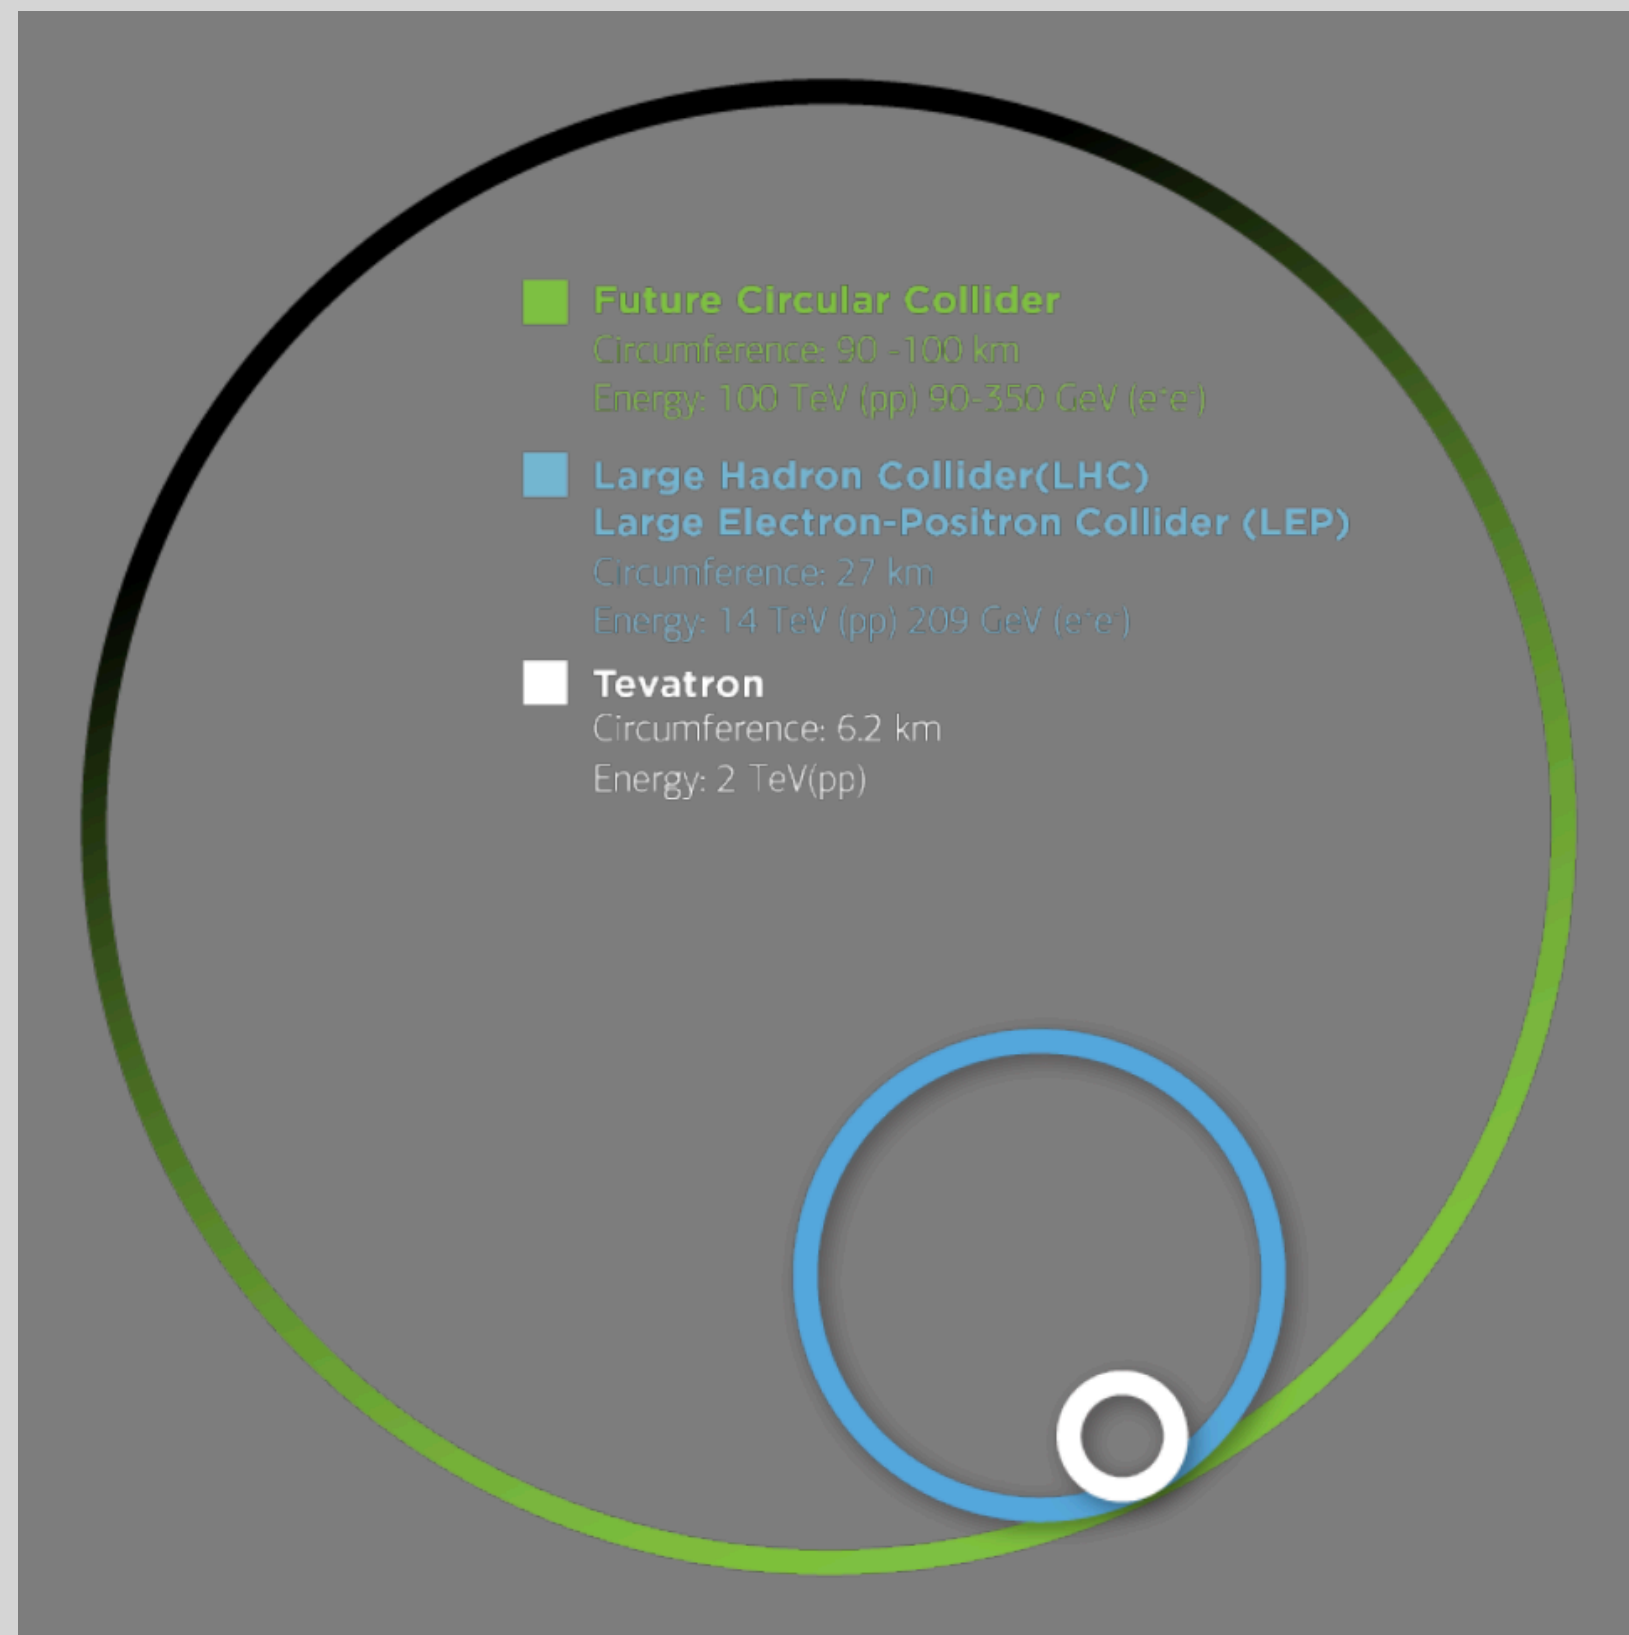 Future Circular Collider
Circumference: 90 -100 km
Energy: 100 TeV (pp) 90-350 GeV (e⁺e⁻)
Large Hadron Collider(LHC)
Large Electron-Positron Collider (LEP)
Circumference: 27 km
Energy: 14 TeV (pp) 209 GeV (e⁺e⁻)
Tevatron
Circumference: 6.2 km
Energy: 2 TeV(pp)